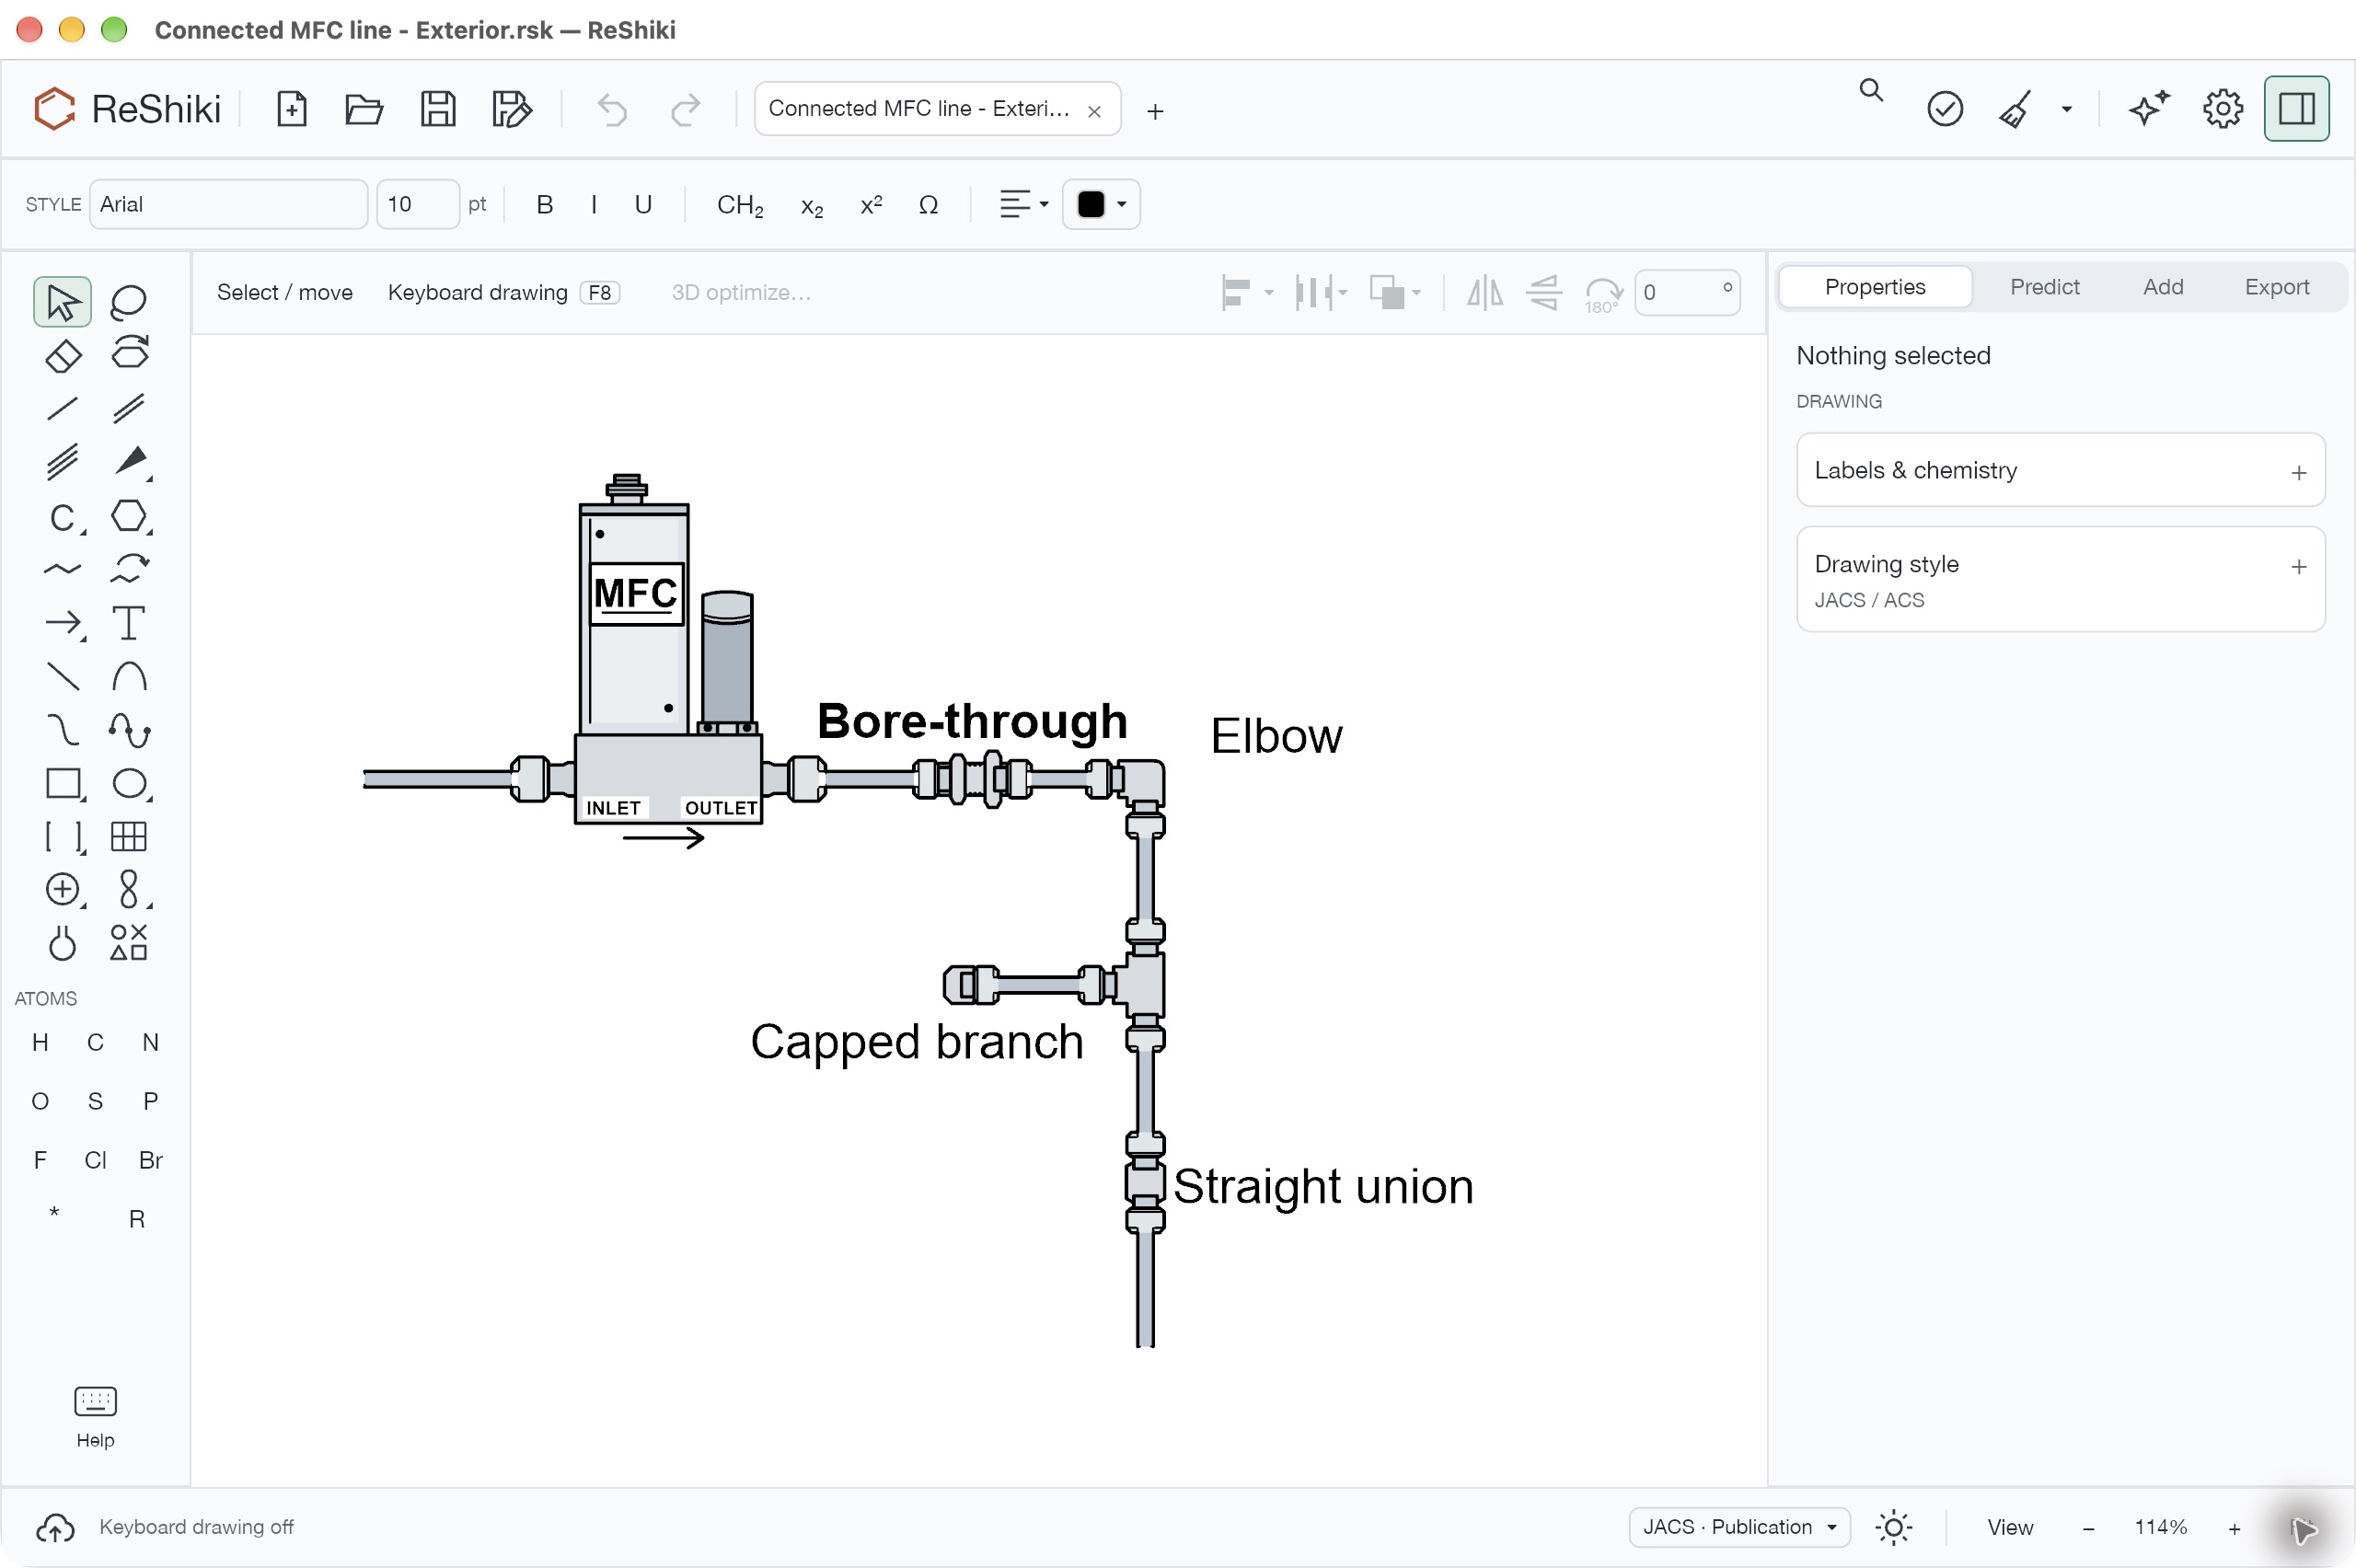 Connected MFC line - Exterior.rsk — ReShiki
ReShiki
Connected MFC line - Exteri...
STYLE Arial 10 pt B I U CH₂ x₂ x² Ω
Select / move Keyboard drawing F8 3D optimize...
180°
0 °
Properties Predict Add Export
Nothing selected
DRAWING
Labels & chemistry
Drawing style
JACS / ACS
C
T
MFC
Bore-through
Elbow
INLET OUTLET
Capped branch
Straight union
ATOMS
H C N
O S P
F Cl Br
* R
Help
Keyboard drawing off
JACS · Publication
View − 114% +